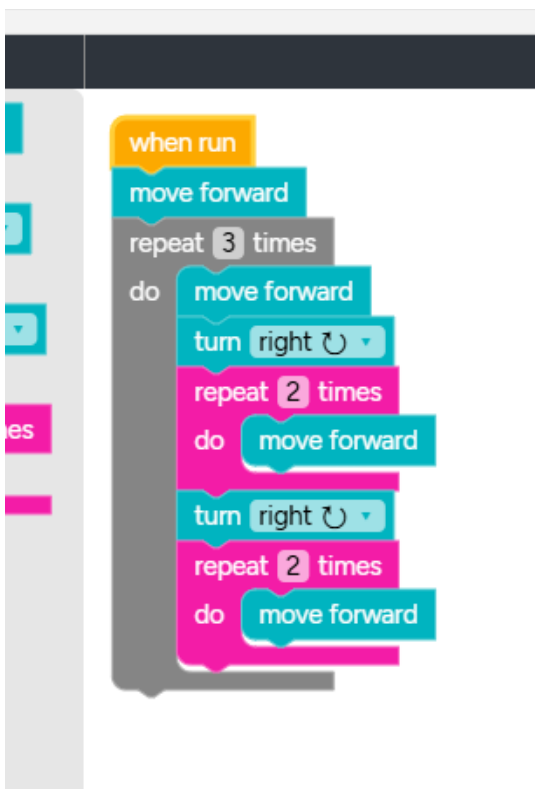 when run
move forward
repeat 3 times
do move forward
turn right ↻
repeat 2 times
do move forward
turn right ↻
repeat 2 times
do move forward
es